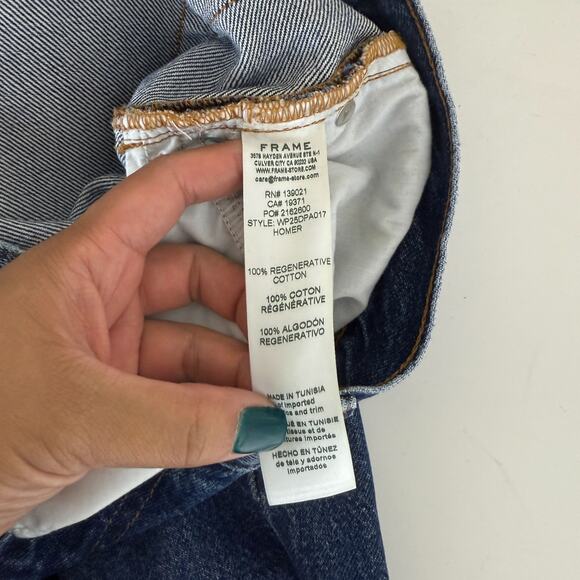 FRAME
3578 HAYDEN AVENUE STE N-1
CULVER CITY CA 90232 USA
WWW.FRAME-STORE.COM
care@frame-store.com
RN# 139021
CA# 19371
PO# 2162600
STYLE: WP25DPA017
HOMER
100% REGENERATIVE
COTTON
100% COTON
RÉGÉNÉRATIVE
100% ALGODÓN
REGENERATIVO
MADE IN TUNISIA
of imported
and trim
EN TUNISIE
tissus et de
importés
HECHO EN TÚNEZ
de tela y adornos
importados